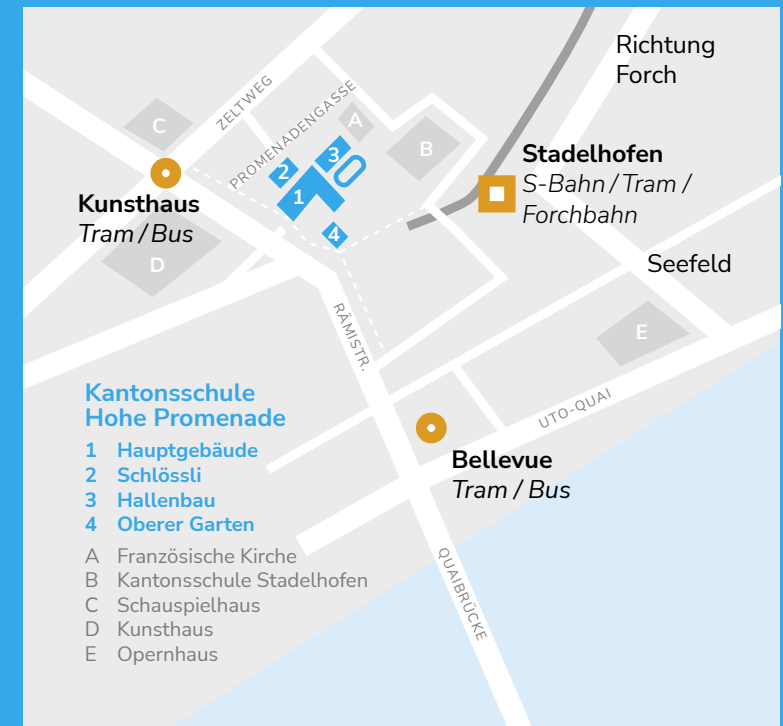 Richtung
Forch
ZELTWEG
PROMENADENGASSE
C
A
B
3
2
1
4
Stadelhofen
S-Bahn / Tram /
Forchbahn
Kunsthaus
Tram / Bus
D
Seefeld
RÄMISTR.
E
Kantonsschule
Hohe Promenade
1 Hauptgebäude
2 Schlössli
3 Hallenbau
4 Oberer Garten
A Französische Kirche
B Kantonsschule Stadelhofen
C Schauspielhaus
D Kunsthaus
E Opernhaus
UTO-QUAI
Bellevue
Tram / Bus
QUAIBRÜCKE